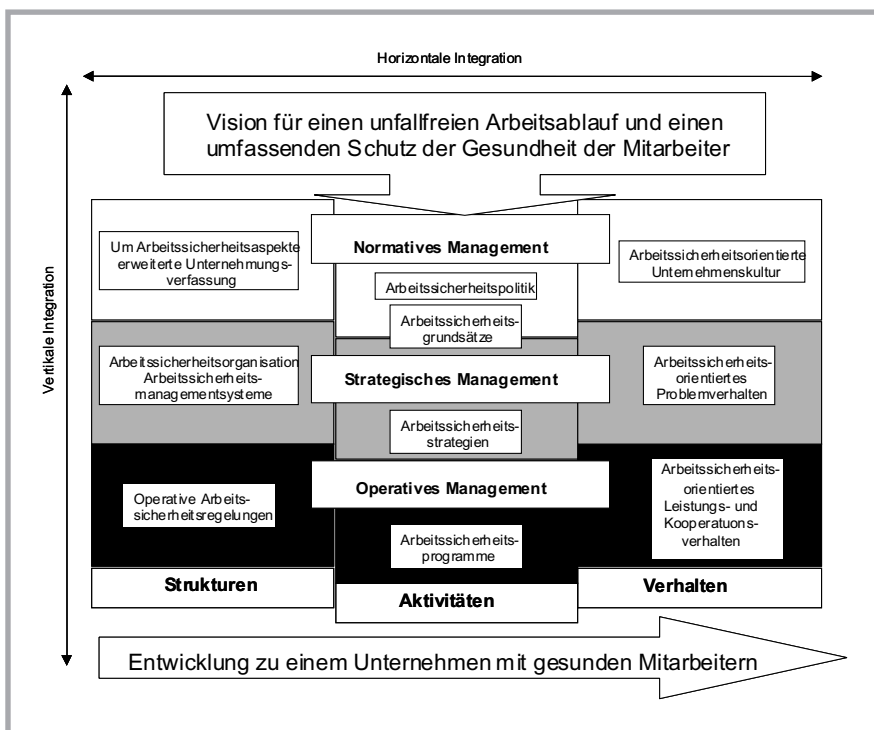 Horizontale Integration
Vertikale Integration
Vision für einen unfallfreien Arbeitsablauf und einen
umfassenden Schutz der Gesundheit der Mitarbeiter
Normatives Management
Um Arbeitssicherheitsaspekte
erweiterte Unternehmungs-
verfassung
Arbeitssicherheitspolitik
Arbeitssicherheits-
grundsätze
Arbeitssicherheitsorientierte
Unternehmenskultur
Strategisches Management
Arbeitssicherheitsorganisation
Arbeitssicherheits-
managementsysteme
Arbeitssicherheits-
strategien
Arbeitssicherheits-
orientiertes
Problemverhalten
Operatives Management
Operative Arbeits-
sicherheitsregelungen
Arbeitssicherheits-
programme
Arbeitssicherheits-
orientiertes
Leistungs- und
Kooperatuons-
verhalten
Strukturen
Aktivitäten
Verhalten
Entwicklung zu einem Unternehmen mit gesunden Mitarbeitern